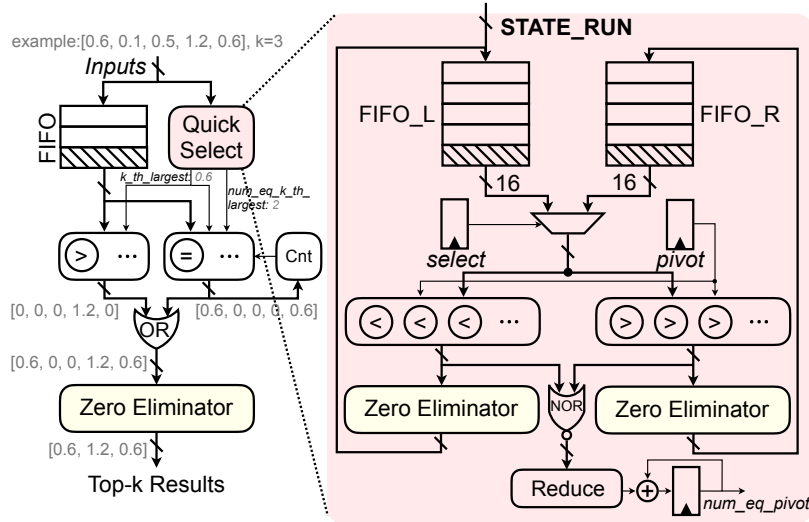 example:[0.6, 0.1, 0.5, 1.2, 0.6], k=3
Inputs
FIFO
Quick
Select
k_th_largest: 0.6
num_eq_k_th_
largest: 2
> ...
= ...
Cnt
[0, 0, 0, 1.2, 0]
[0.6, 0, 0, 0, 0.6]
OR
[0.6, 0, 0, 1.2, 0.6]
Zero Eliminator
[0.6, 1.2, 0.6]
Top-k Results
STATE_RUN
FIFO_L
FIFO_R
16
16
select
pivot
< < < ...
> > > ...
Zero Eliminator
NOR
Zero Eliminator
Reduce
+
num_eq_pivot